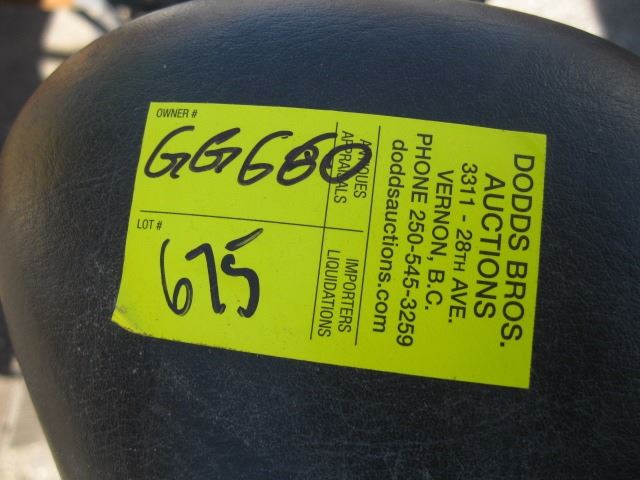 OWNER #
GG660
LOT #
675
ANTIQUES
APPRAISALS
IMPORTERS
LIQUIDATIONS
DODDS BROS.
AUCTIONS
3311 - 28TH AVE.
VERNON, B.C.
PHONE 250-545-3259
doddsauctions.com